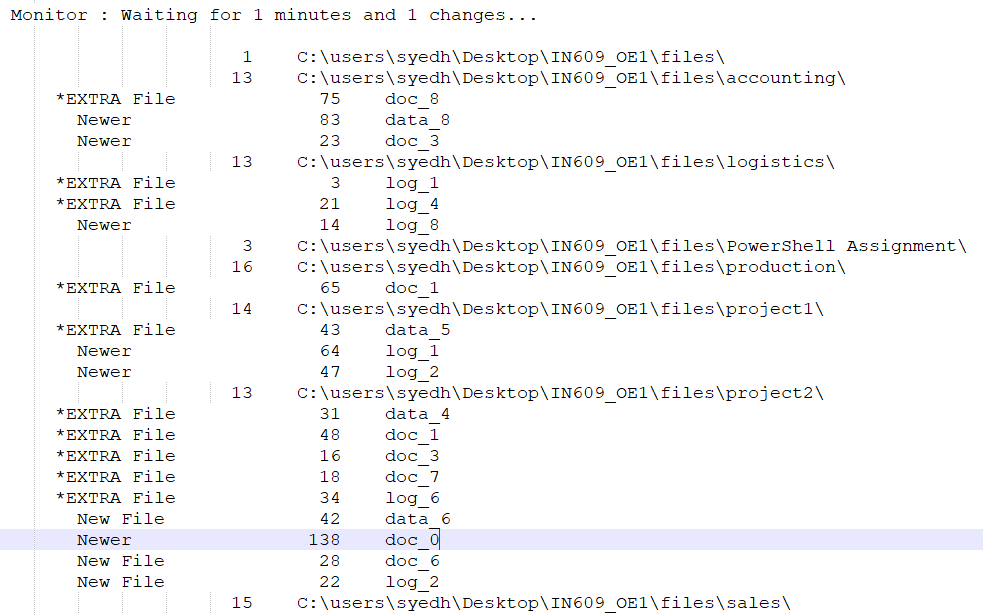 Monitor : Waiting for 1 minutes and 1 changes...
1 C:\users\syedh\Desktop\IN609_OE1\files\
13 C:\users\syedh\Desktop\IN609_OE1\files\accounting\
*EXTRA File 75 doc_8
Newer 83 data_8
Newer 23 doc_3
13 C:\users\syedh\Desktop\IN609_OE1\files\logistics\
*EXTRA File 3 log_1
*EXTRA File 21 log_4
Newer 14 log_8
3 C:\users\syedh\Desktop\IN609_OE1\files\PowerShell Assignment\
16 C:\users\syedh\Desktop\IN609_OE1\files\production\
*EXTRA File 65 doc_1
14 C:\users\syedh\Desktop\IN609_OE1\files\project1\
*EXTRA File 43 data_5
Newer 64 log_1
Newer 47 log_2
13 C:\users\syedh\Desktop\IN609_OE1\files\project2\
*EXTRA File 31 data_4
*EXTRA File 48 doc_1
*EXTRA File 16 doc_3
*EXTRA File 18 doc_7
*EXTRA File 34 log_6
New File 42 data_6
Newer 138 doc_0
New File 28 doc_6
New File 22 log_2
15 C:\users\syedh\Desktop\IN609_OE1\files\sales\